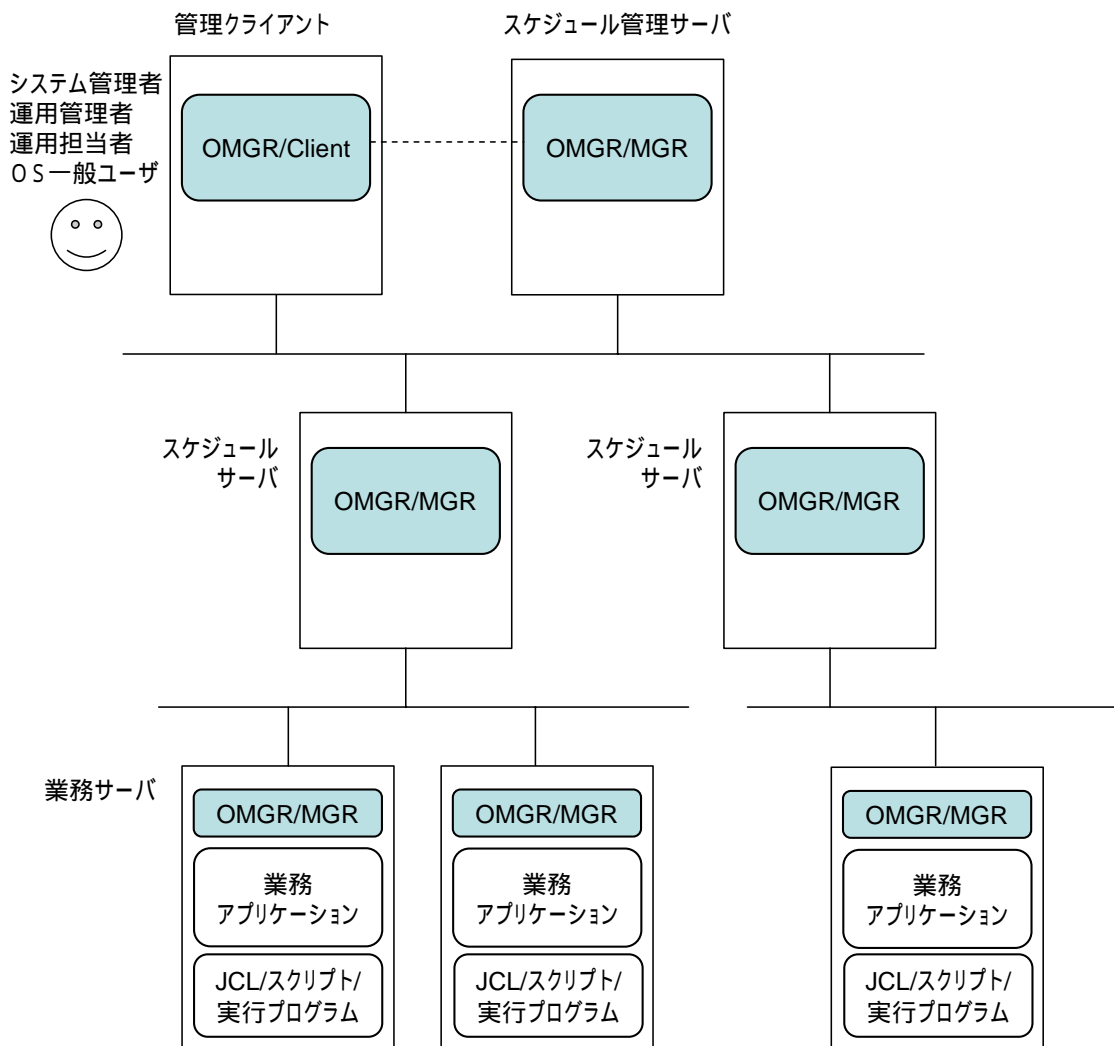 管理クライアント
スケジュール管理サーバ
システム管理者
運用管理者
運用担当者
OS一般ユーザ
OMGR/Client
OMGR/MGR
スケジュール
サーバ
OMGR/MGR
スケジュール
サーバ
OMGR/MGR
業務サーバ
OMGR/MGR
業務
アプリケーション
JCL/スクリプト/
実行プログラム
OMGR/MGR
業務
アプリケーション
JCL/スクリプト/
実行プログラム
OMGR/MGR
業務
アプリケーション
JCL/スクリプト/
実行プログラム